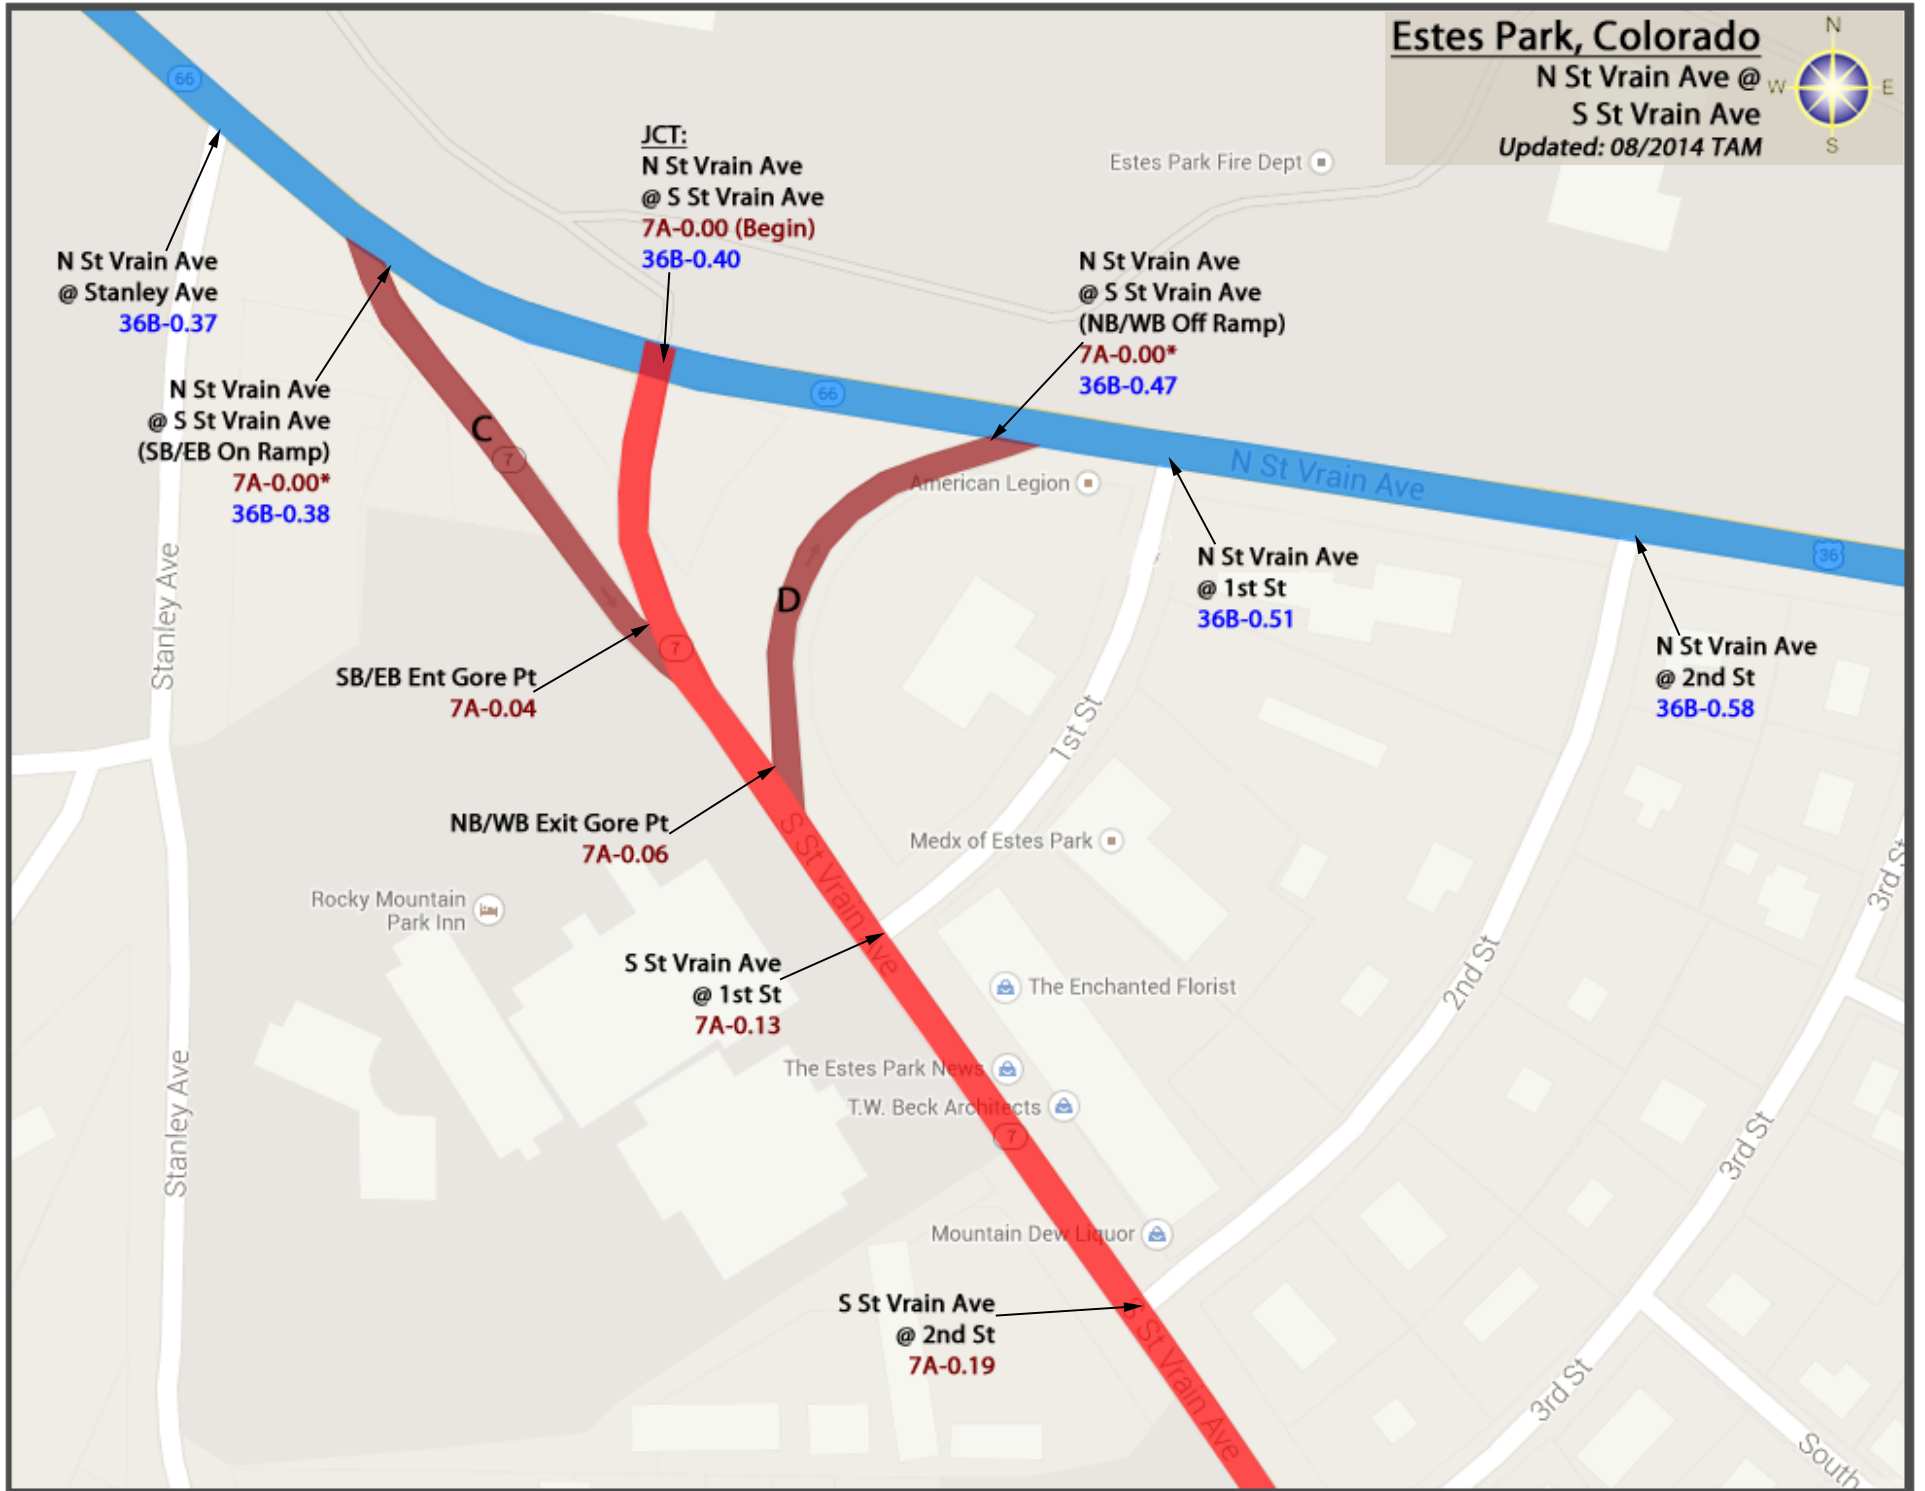 Estes Park, Colorado
N St Vrain Ave @
S St Vrain Ave
Updated: 08/2014 TAM
N
W
E
S
66
JCT:
N St Vrain Ave
@ S St Vrain Ave
7A-0.00 (Begin)
36B-0.40
Estes Park Fire Dept
N St Vrain Ave
@ Stanley Ave
36B-0.37
N St Vrain Ave
@ S St Vrain Ave
(NB/WB Off Ramp)
7A-0.00*
36B-0.47
N St Vrain Ave
@ S St Vrain Ave
(SB/EB On Ramp)
7A-0.00*
36B-0.38
66
C
7
American Legion
N St Vrain Ave
36
N St Vrain Ave
@ 1st St
36B-0.51
D
Stanley Ave
7
N St Vrain Ave
@ 2nd St
36B-0.58
SB/EB Ent Gore Pt
7A-0.04
1st St
NB/WB Exit Gore Pt
7A-0.06
S St Vrain Ave
Medx of Estes Park
3rd St
Rocky Mountain
Park Inn
S St Vrain Ave
@ 1st St
7A-0.13
The Enchanted Florist
2nd St
The Estes Park News
T.W. Beck Architects
7
Stanley Ave
3rd St
Mountain Dew Liquor
S St Vrain Ave
@ 2nd St
7A-0.19
S St Vrain Ave
3rd St
South